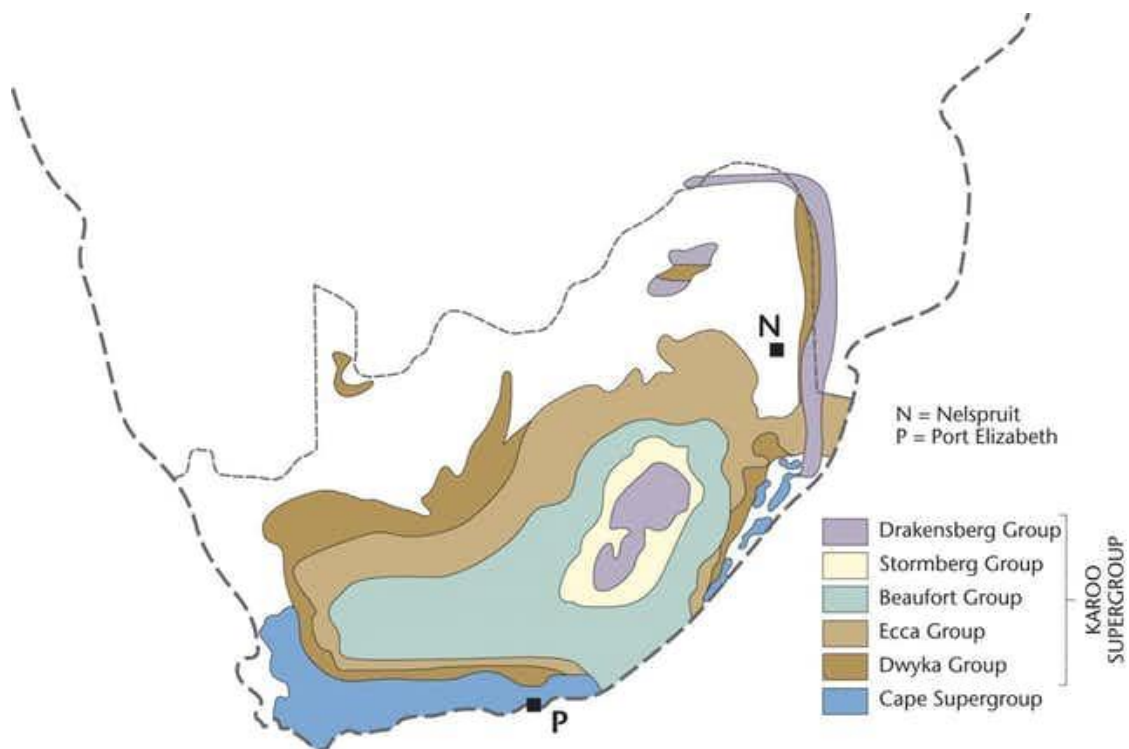 N
N = Nelspruit
P = Port Elizabeth
Drakensberg Group
Stormberg Group
Beaufort Group
Ecca Group
Dwyka Group
Cape Supergroup
KAROO
SUPERGROUP
P